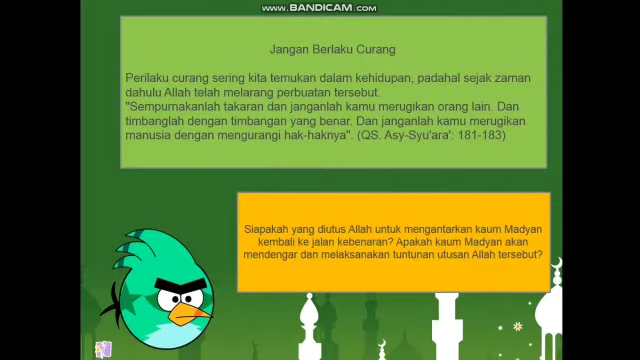 www.BANDICAM.com
Jangan Berlaku Curang
Perilaku curang sering kita temukan dalam kehidupan, padahal sejak zaman
dahulu Allah telah melarang perbuatan tersebut.
"Sempurnakanlah takaran dan janganlah kamu merugikan orang lain. Dan
timbanglah dengan timbangan yang benar. Dan janganlah kamu merugikan
manusia dengan mengurangi hak-haknya". (QS. Asy-Syu'ara': 181-183)
Siapakah yang diutus Allah untuk mengantarkan kaum Madyan
kembali ke jalan kebenaran? Apakah kaum Madyan akan
mendengar dan melaksanakan tuntunan utusan Allah tersebut?